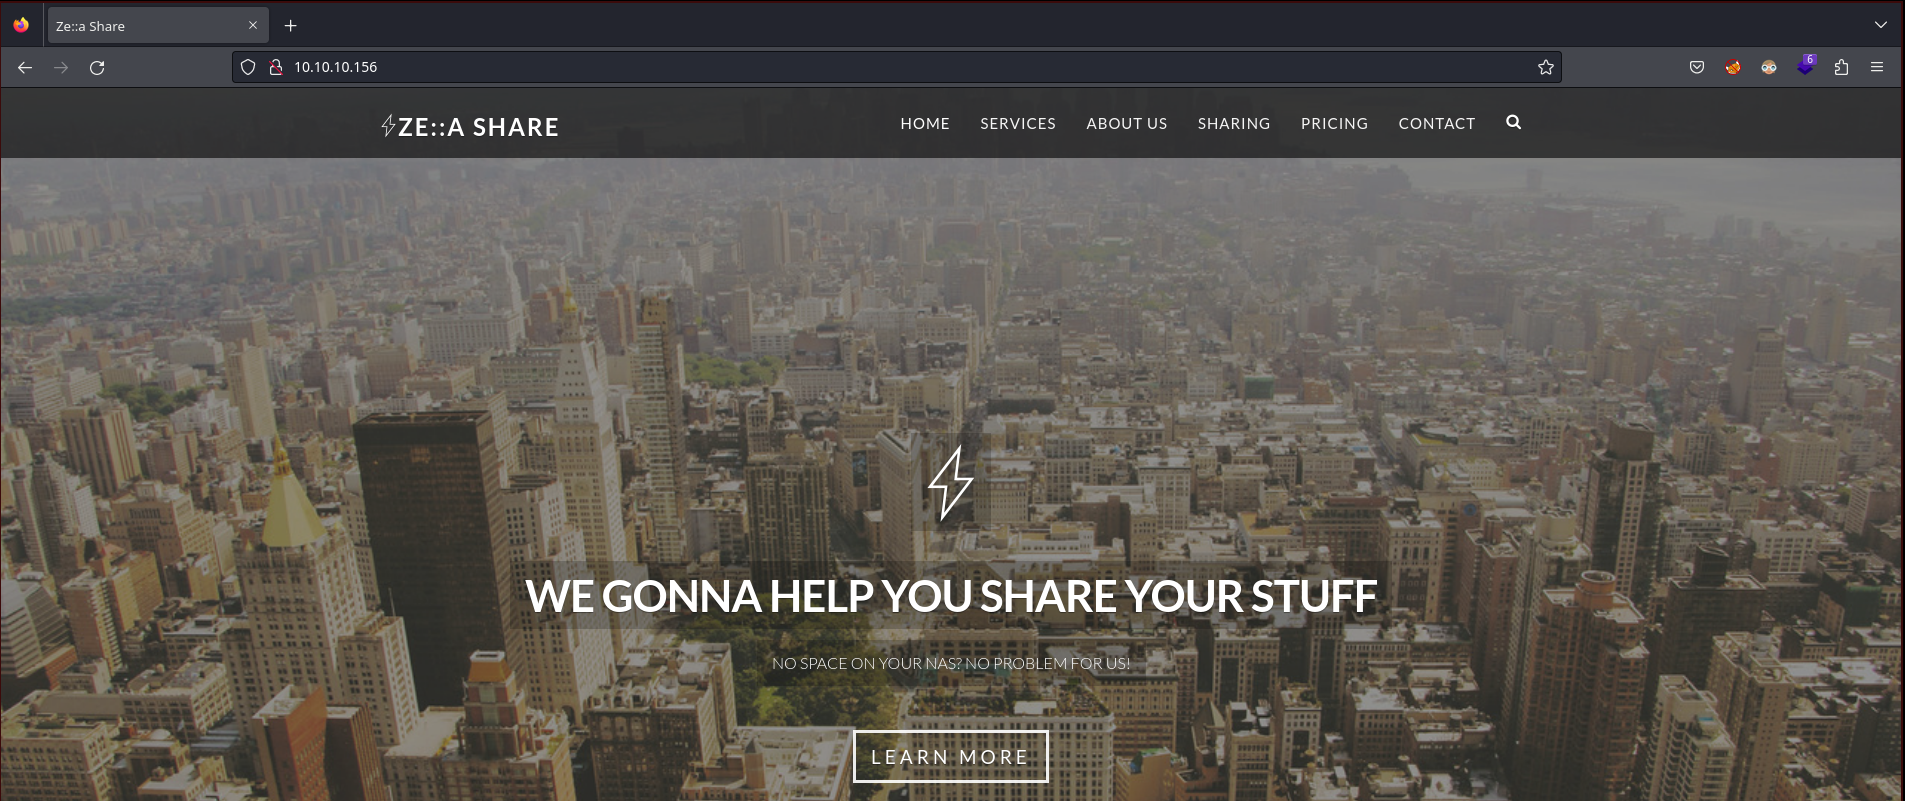 Ze::a Share
10.10.10.156
6
ZE::A SHARE
HOME SERVICES ABOUT US SHARING PRICING CONTACT
WE GONNA HELP YOU SHARE YOUR STUFF
NO SPACE ON YOUR NAS? NO PROBLEM FOR US!
LEARN MORE